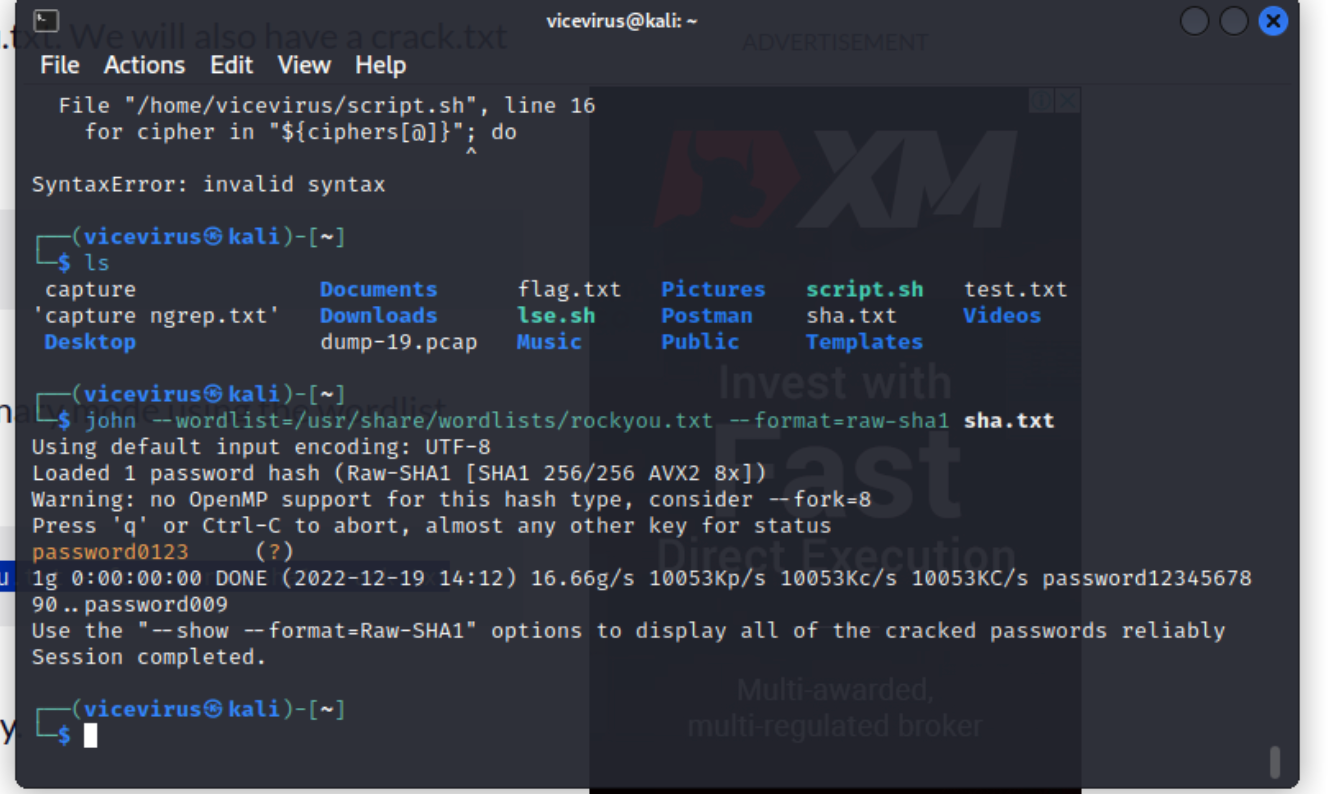 vicevirus@kali: ~
.txt. We will also have a crack.txt
ADVERTISEMENT
File Actions Edit View Help
File "/home/vicevirus/script.sh", line 16
for cipher in "${ciphers[@]}"; do
^
SyntaxError: invalid syntax
XM
┌──(vicevirus㉿kali)-[~]
└─$ ls
capture Documents flag.txt Pictures script.sh test.txt
'capture ngrep.txt' Downloads lse.sh Postman sha.txt Videos
Desktop dump-19.pcap Music Public Templates
Invest with
┌──(vicevirus㉿kali)-[~]
mode using the wordlist
└─$ john --wordlist=/usr/share/wordlists/rockyou.txt --format=raw-sha1 sha.txt
Using default input encoding: UTF-8
Loaded 1 password hash (Raw-SHA1 [SHA1 256/256 AVX2 8x])
Fast
Warning: no OpenMP support for this hash type, consider --fork=8
Press 'q' or Ctrl-C to abort, almost any other key for status
password0123 (?)
Direct Execution
1g 0:00:00:00 DONE (2022-12-19 14:12) 16.66g/s 10053Kp/s 10053Kc/s 10053KC/s password12345678
90..password009
Use the "--show --format=Raw-SHA1" options to display all of the cracked passwords reliably
Session completed.
Multi-awarded,
multi-regulated broker
┌──(vicevirus㉿kali)-[~]
└─$